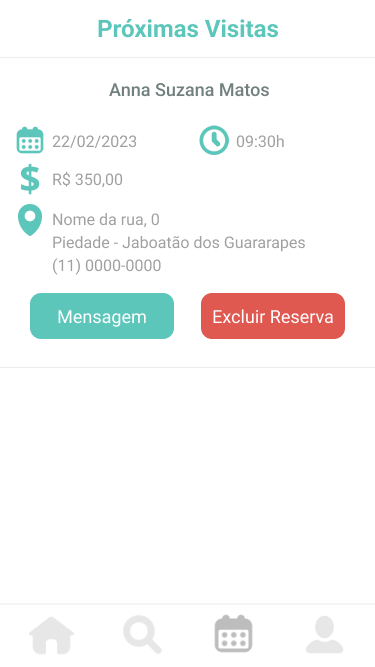 Próximas Visitas
Anna Suzana Matos
22/02/2023
09:30h
$
R$ 350,00
Nome da rua, 0
Piedade - Jaboatão dos Guararapes
(11) 0000-0000
Mensagem
Excluir Reserva